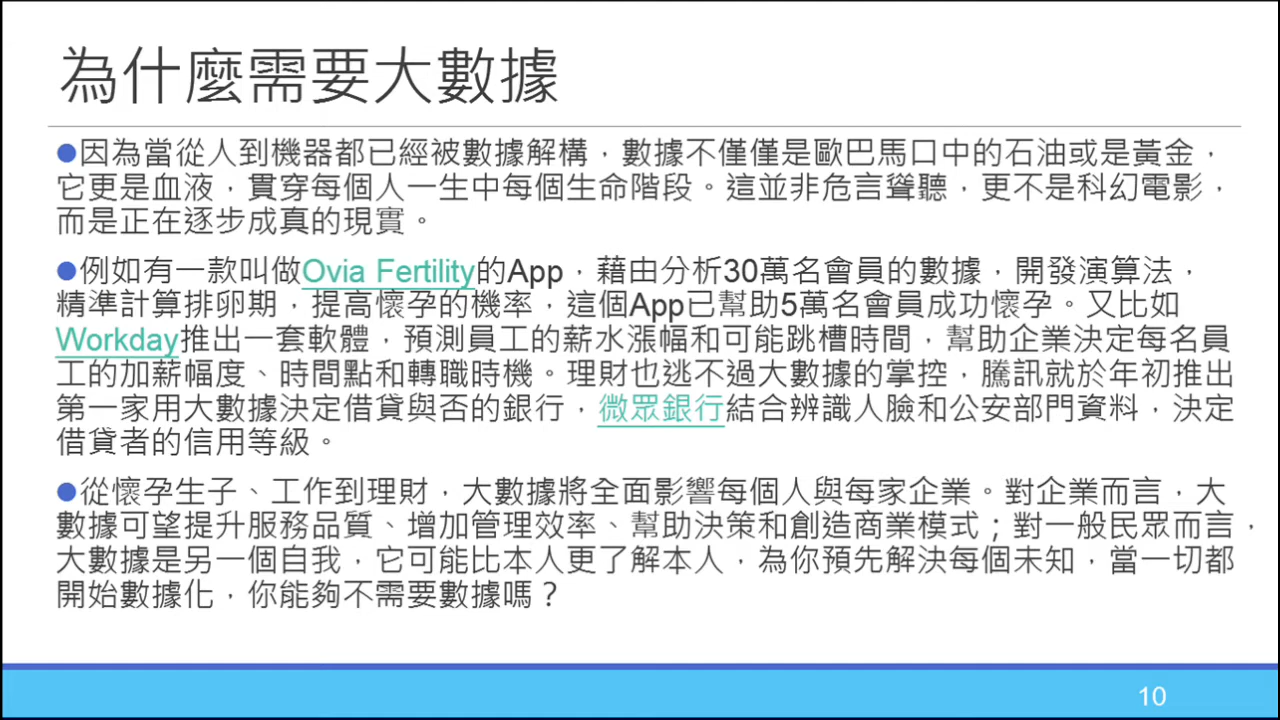 為什麼需要大數據
●因為當從人到機器都已經被數據解構，數據不僅僅是歐巴馬口中的石油或是黃金，
它更是血液，貫穿每個人一生中每個生命階段。這並非危言聳聽，更不是科幻電影，
而是正在逐步成真的現實。
●例如有一款叫做Ovia Fertility的App，藉由分析30萬名會員的數據，開發演算法，
精準計算排卵期，提高懷孕的機率，這個App已幫助5萬名會員成功懷孕。又比如
Workday推出一套軟體，預測員工的薪水漲幅和可能跳槽時間，幫助企業決定每名員
工的加薪幅度、時間點和轉職時機。理財也逃不過大數據的掌控，騰訊就於年初推出
第一家用大數據決定借貸與否的銀行，微眾銀行結合辨識人臉和公安部門資料，決定
借貸者的信用等級。
●從懷孕生子、工作到理財，大數據將全面影響每個人與每家企業。對企業而言，大
數據可望提升服務品質、增加管理效率、幫助決策和創造商業模式；對一般民眾而言，
大數據是另一個自我，它可能比本人更了解本人，為你預先解決每個未知，當一切都
開始數據化，你能夠不需要數據嗎？
10